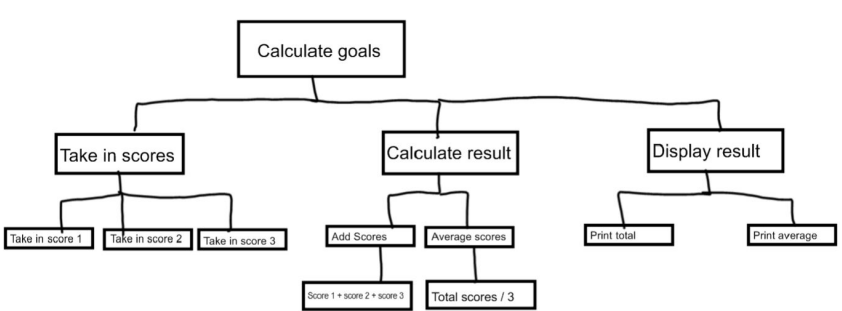 Calculate goals
Take in scores
Calculate result
Display result
Take in score 1
Take in score 2
Take in score 3
Add Scores
Average scores
Print total
Print average
Score 1 + score 2 + score 3
Total scores / 3